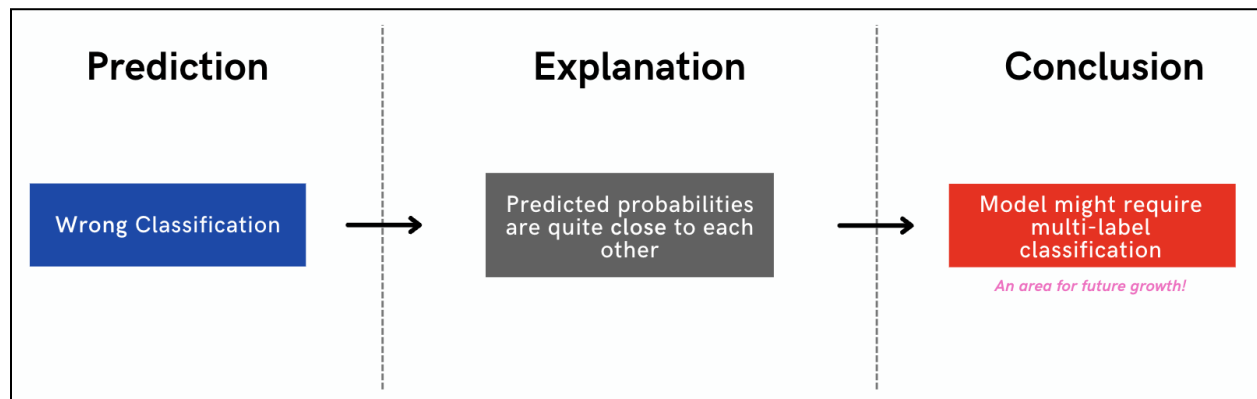 Prediction
Explanation
Conclusion
Wrong Classification
Predicted probabilities
are quite close to each
other
Model might require
multi-label
classification
An area for future growth!